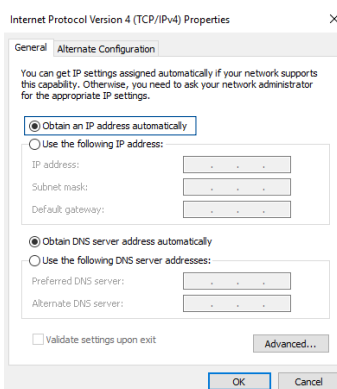 Internet Protocol Version 4 (TCP/IPv4) Properties
General Alternate Configuration
You can get IP settings assigned automatically if your network supports
this capability. Otherwise, you need to ask your network administrator
for the appropriate IP settings.
Obtain an IP address automatically
Use the following IP address:
IP address:
Subnet mask:
Default gateway:
Obtain DNS server address automatically
Use the following DNS server addresses:
Preferred DNS server:
Alternate DNS server:
Validate settings upon exit
Advanced...
OK Cancel